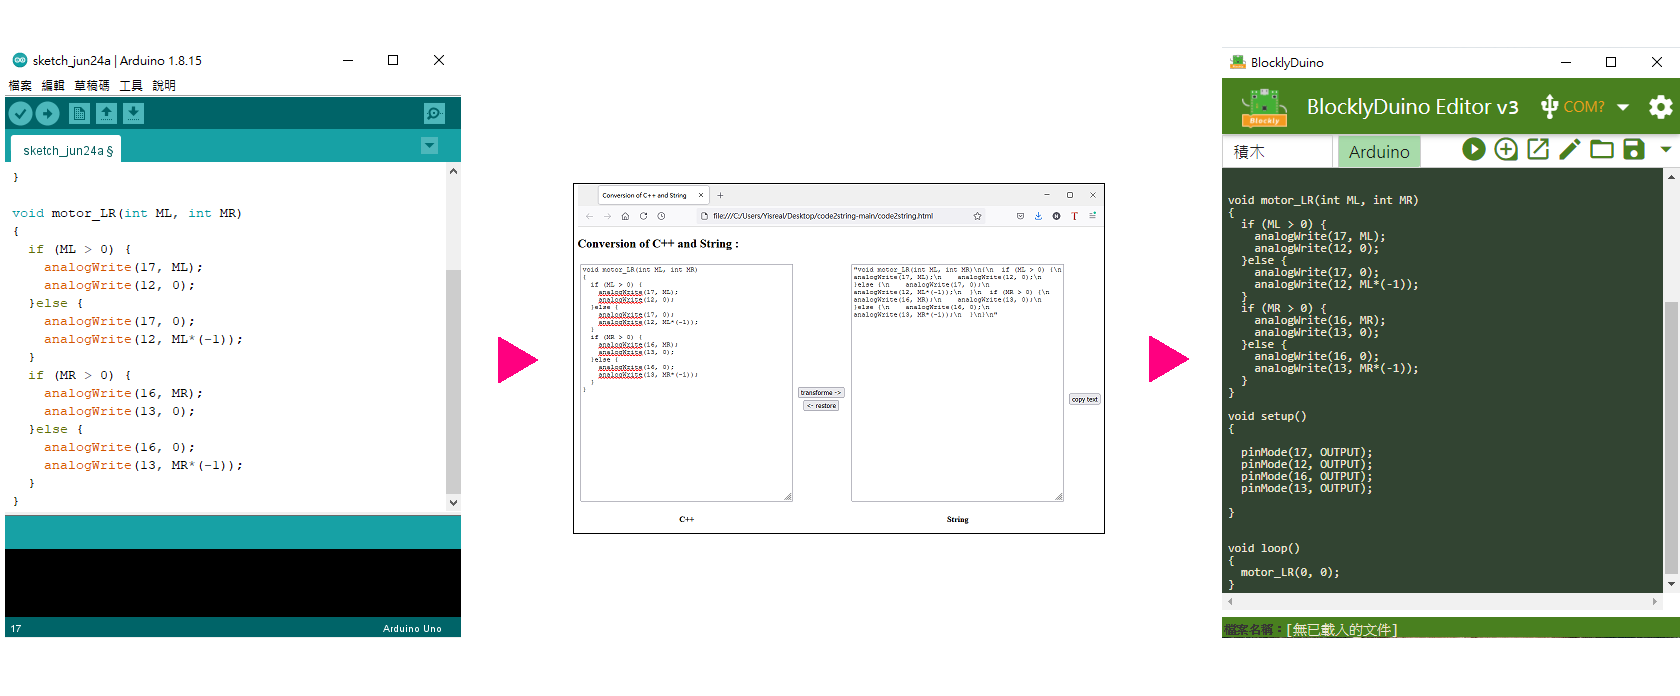 sketch_jun24a | Arduino 1.8.15
檔案 編輯 草稿碼 工具 說明
sketch_jun24a §
}
void motor_LR(int ML, int MR)
{
if (ML > 0) {
analogWrite(17, ML);
analogWrite(12, 0);
}else {
analogWrite(17, 0);
analogWrite(12, ML*(-1));
}
if (MR > 0) {
analogWrite(16, MR);
analogWrite(13, 0);
}else {
analogWrite(16, 0);
analogWrite(13, MR*(-1));
}
}
17
Arduino Uno
Conversion of C++ and String
file:///C:/Users/Yisreal/Desktop/code2string-main/code2string.html
Conversion of C++ and String :
void motor_LR(int ML, int MR)
{
if (ML > 0) {
analogWrite(17, ML);
analogWrite(12, 0);
}else {
analogWrite(17, 0);
analogWrite(12, ML*(-1));
}
if (MR > 0) {
analogWrite(16, MR);
analogWrite(13, 0);
}else {
analogWrite(16, 0);
analogWrite(13, MR*(-1));
}
}
transforme ->
<- restore
"void motor_LR(int ML, int MR)\n{\n  if (ML > 0) {\n
analogWrite(17, ML);\n    analogWrite(12, 0);\n
}else {\n    analogWrite(17, 0);\n
analogWrite(12, ML*(-1));\n  }\n  if (MR > 0) {\n
analogWrite(16, MR);\n    analogWrite(13, 0);\n
}else {\n    analogWrite(16, 0);\n
analogWrite(13, MR*(-1));\n  }\n}\n"
copy text
C++
String
BlocklyDuino
Blockly
BlocklyDuino Editor v3
COM?
積木
Arduino
void motor_LR(int ML, int MR)
{
if (ML > 0) {
analogWrite(17, ML);
analogWrite(12, 0);
}else {
analogWrite(17, 0);
analogWrite(12, ML*(-1));
}
if (MR > 0) {
analogWrite(16, MR);
analogWrite(13, 0);
}else {
analogWrite(16, 0);
analogWrite(13, MR*(-1));
}
}
void setup()
{
pinMode(17, OUTPUT);
pinMode(12, OUTPUT);
pinMode(16, OUTPUT);
pinMode(13, OUTPUT);
}
void loop()
{
motor_LR(0, 0);
}
檔案名稱：[無已載入的文件]